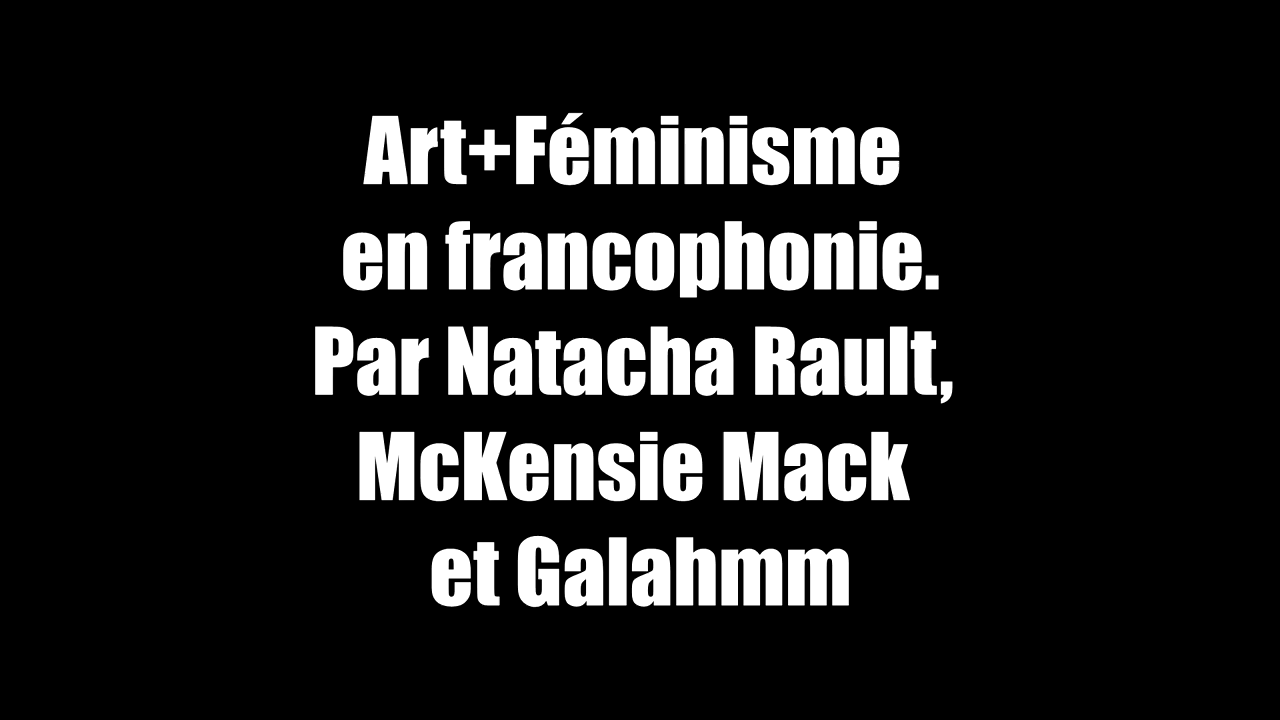 Art+Féminisme
en francophonie.
Par Natacha Rault,
McKensie Mack
et Galahmm